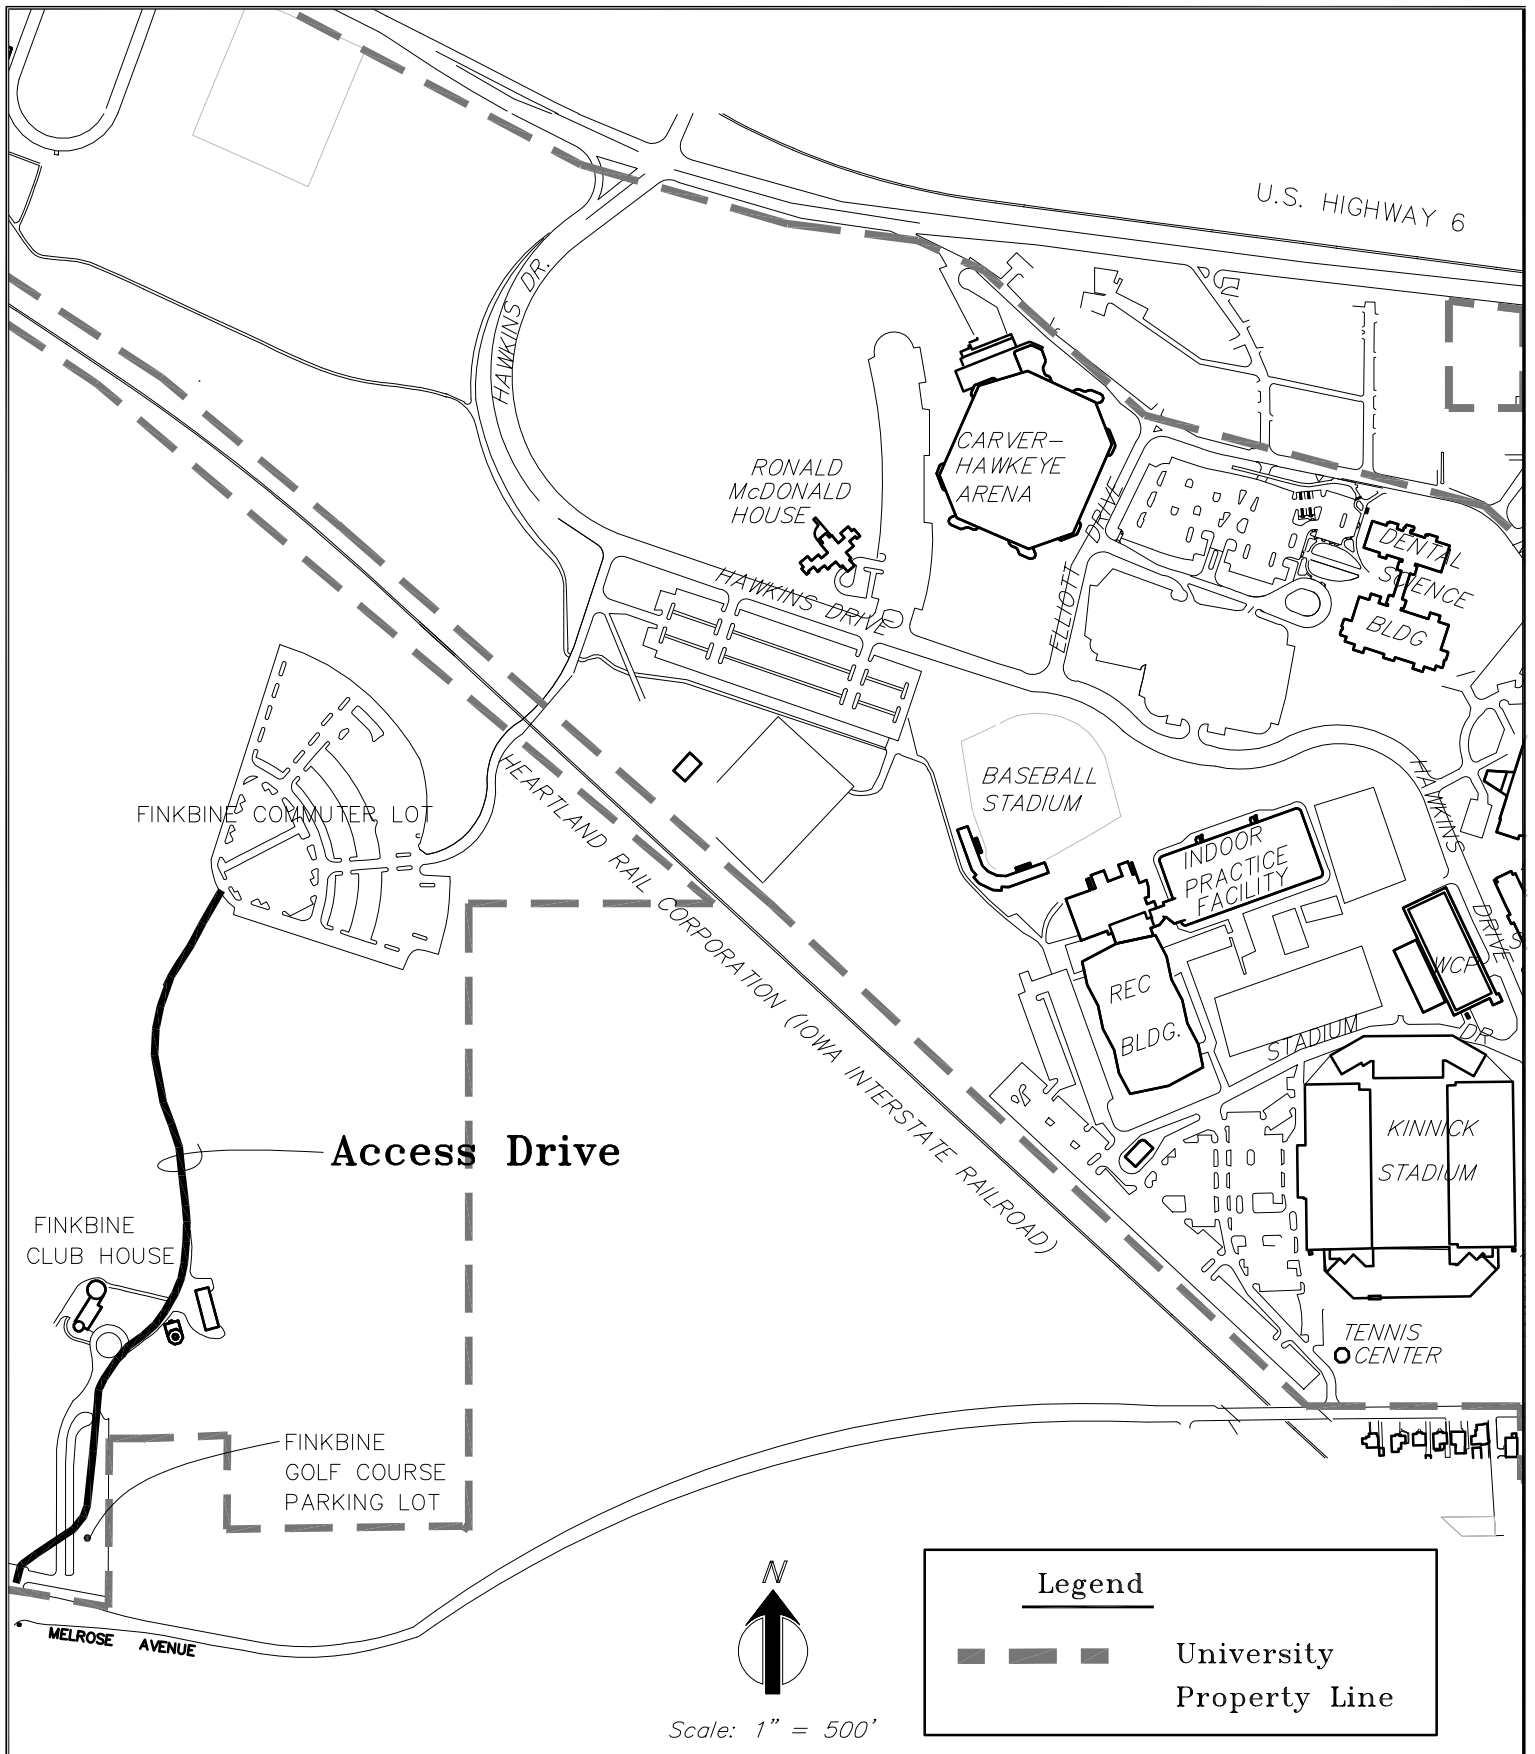 U.S. HIGHWAY 6
HAWKINS DR.
CARVER-
HAWKEYE
ARENA
RONALD
McDONALD
HOUSE
ELLIOTT DRIVE
DENTAL
SCIENCE
BLDG
HAWKINS DRIVE
HEARTLAND RAIL CORPORATION (IOWA INTERSTATE RAILROAD)
BASEBALL
STADIUM
HAWKINS DRIVE
FINKBINE COMMUTER LOT
INDOOR
PRACTICE
FACILITY
WCP
S
REC
BLDG.
STADIUM DR
Access Drive
KINNICK
STADIUM
FINKBINE
CLUB HOUSE
TENNIS
CENTER
FINKBINE
GOLF COURSE
PARKING LOT
MELROSE AVENUE
N
Scale: 1" = 500'
Legend
University
Property Line